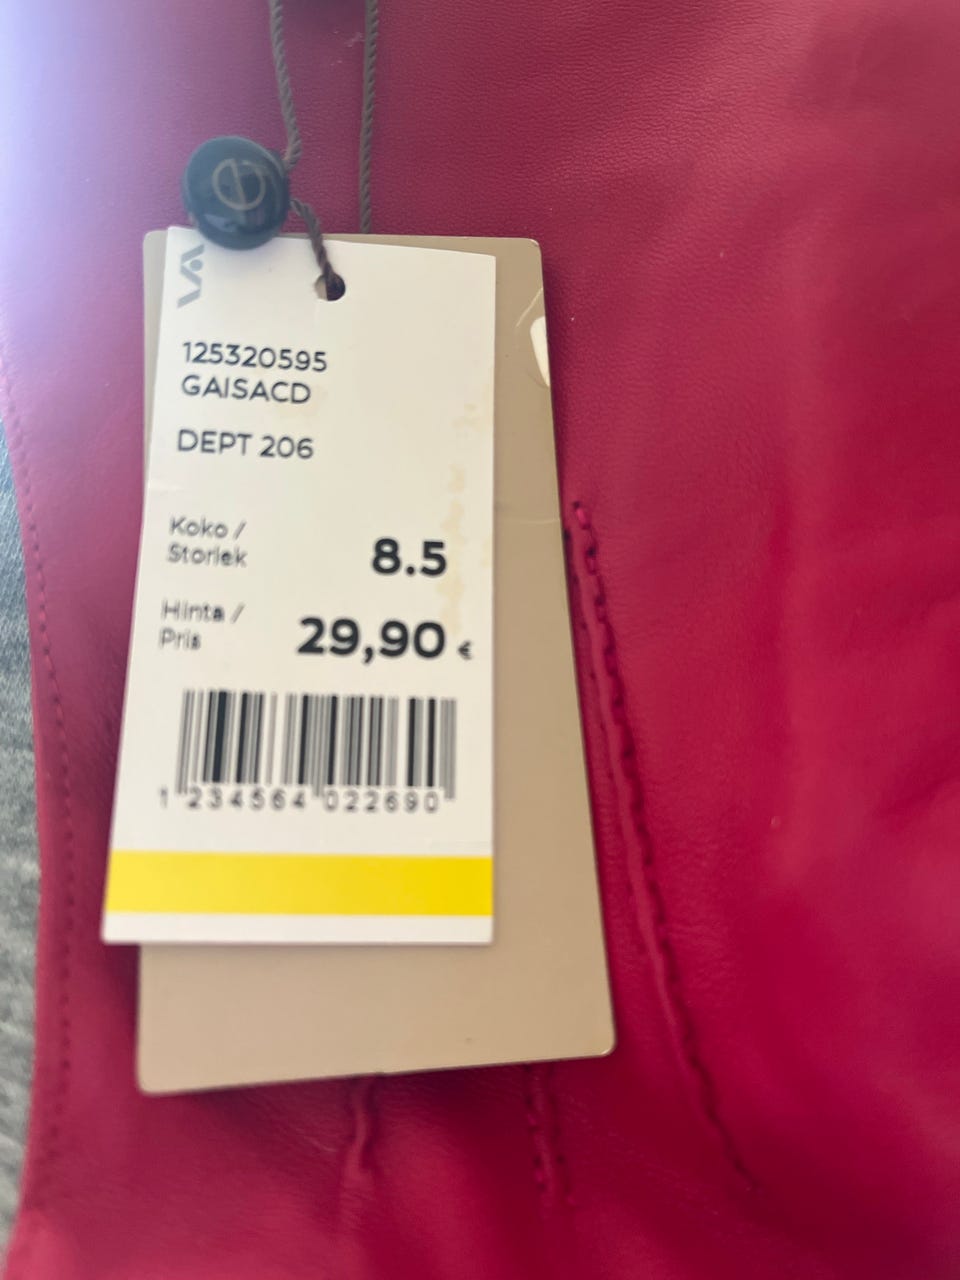 125320595
GAISACD
DEPT 206
Koko /
Storlek
8.5
Hinta /
Pris
29,90 €
1 234564 022690